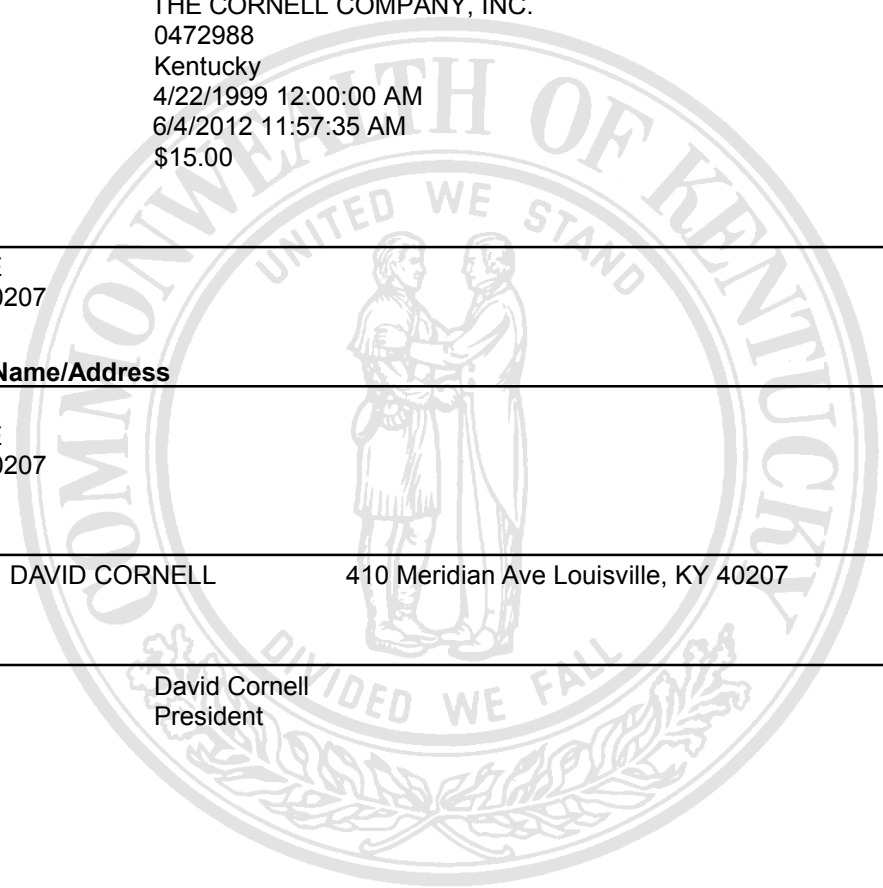 THE CORNELL COMPANY, INC.
0472988
Kentucky
4/22/1999 12:00:00 AM
6/4/2012 11:57:35 AM
$15.00
COMMONWEALTH OF KENTUCKY
UNITED WE STAND
E
0207
Name/Address
E
0207
DAVID CORNELL 410 Meridian Ave Louisville, KY 40207
DIVIDED WE FALL
David Cornell
President